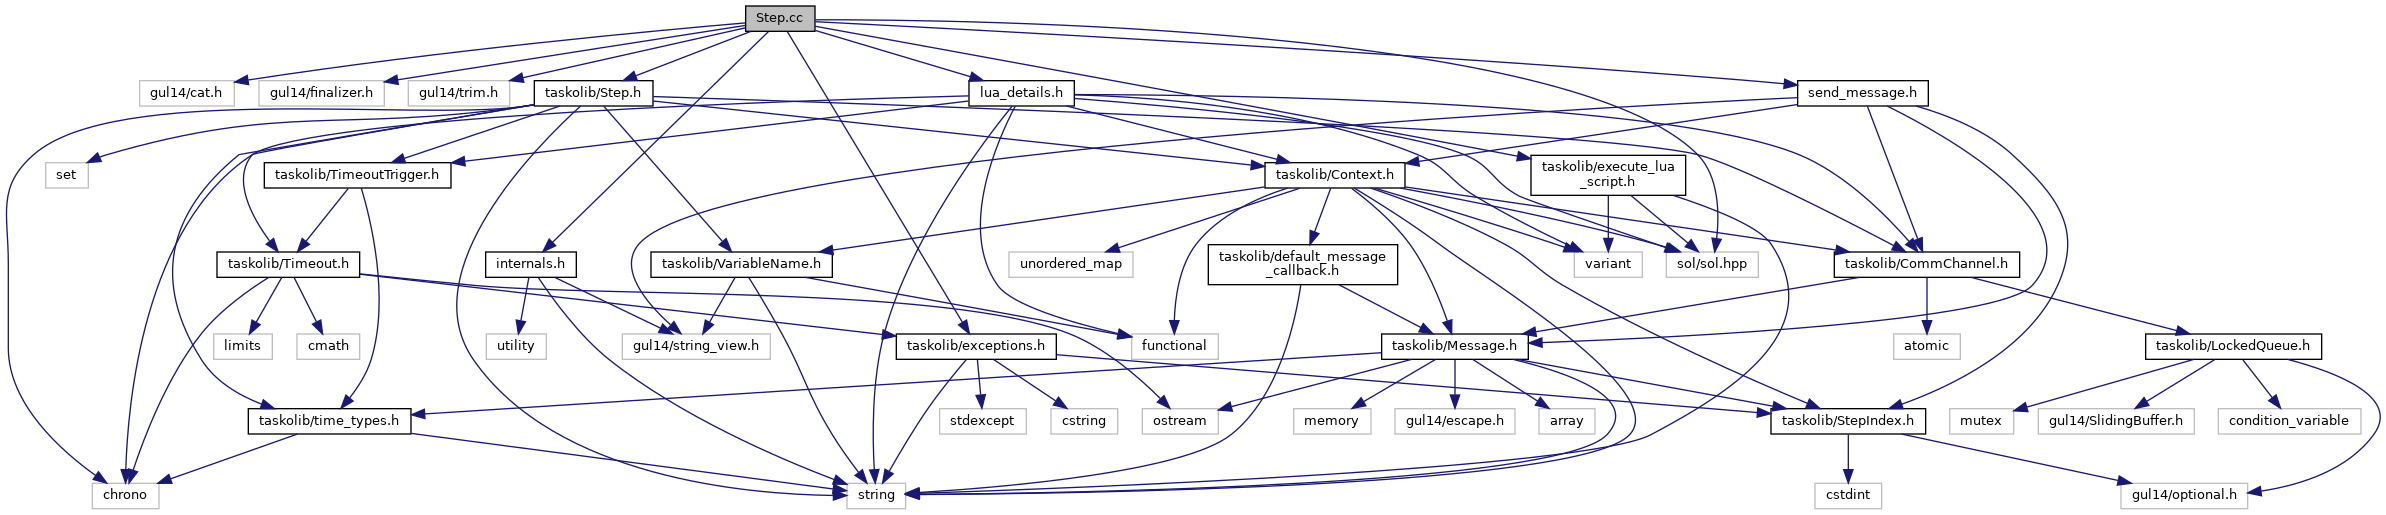 Step.cc
gul14/cat.h
gul14/finalizer.h
gul14/trim.h
taskolib/Step.h
lua_details.h
send_message.h
set
taskolib/TimeoutTrigger.h
taskolib/Context.h
taskolib/execute_lua
_script.h
taskolib/Timeout.h
internals.h
taskolib/VariableName.h
unordered_map
taskolib/default_message
_callback.h
variant
sol/sol.hpp
taskolib/CommChannel.h
limits
cmath
utility
gul14/string_view.h
taskolib/exceptions.h
functional
taskolib/Message.h
atomic
taskolib/LockedQueue.h
taskolib/time_types.h
stdexcept
cstring
ostream
memory
gul14/escape.h
array
taskolib/StepIndex.h
mutex
gul14/SlidingBuffer.h
condition_variable
chrono
string
cstdint
gul14/optional.h